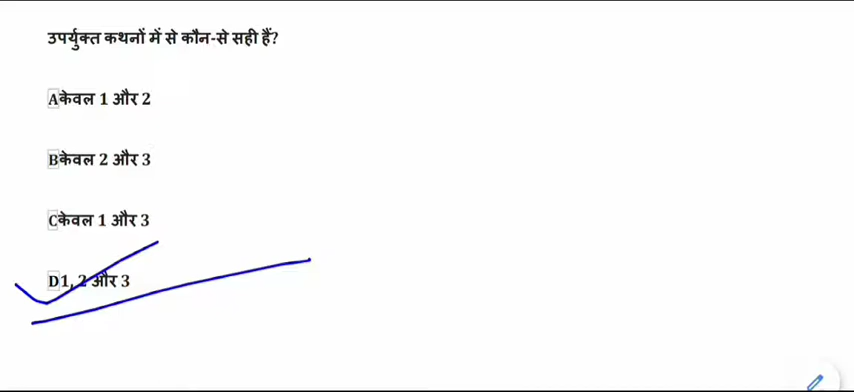 उपर्युक्त कथनों में से कौन-से सही हैं?
Aकेवल 1 और 2
Bकेवल 2 और 3
Cकेवल 1 और 3
D1, 2 और 3